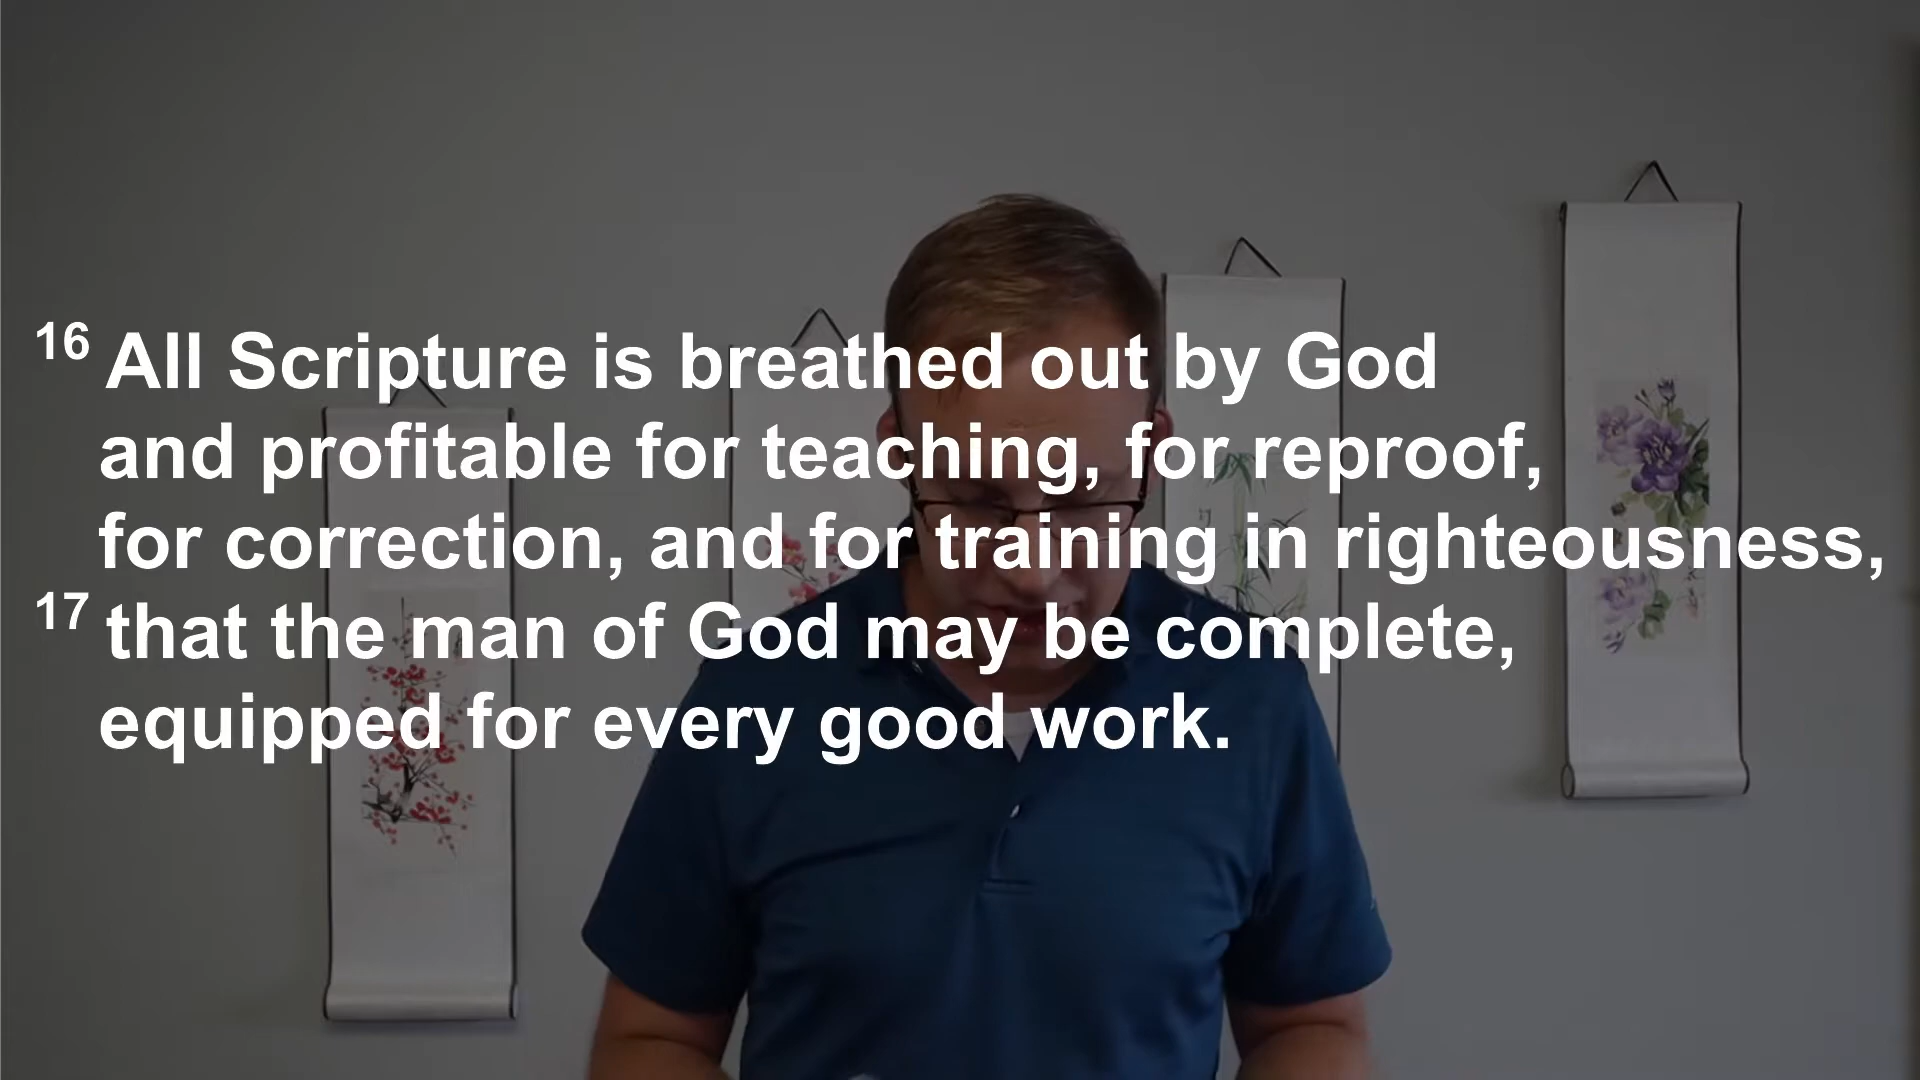 16 All Scripture is breathed out by God
and profitable for teaching, for reproof,
for correction, and for training in righteousness,
17 that the man of God may be complete,
equipped for every good work.